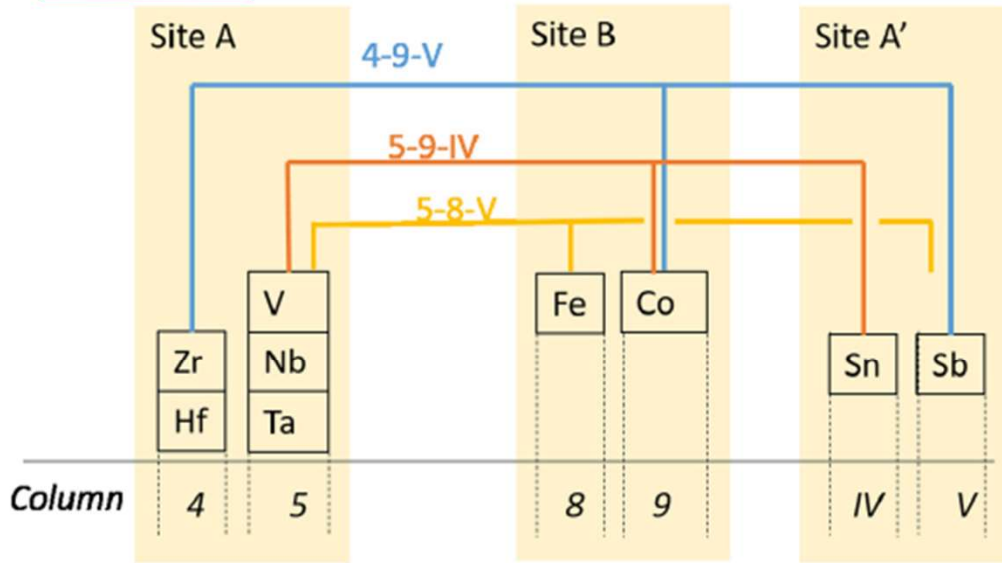 Site A
Site B
Site A’
4-9-V
5-9-IV
5-8-V
V
Fe
Co
Zr
Nb
Sn
Sb
Hf
Ta
Column 4 5 8 9 IV V